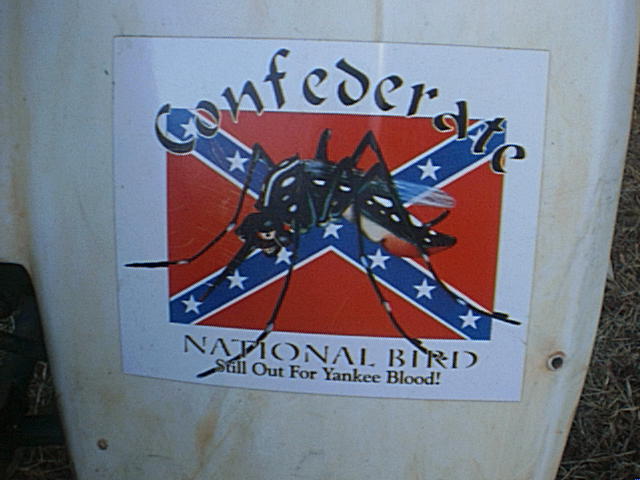 Confederate
NATIONAL BIRD
Still Out For Yankee Blood!